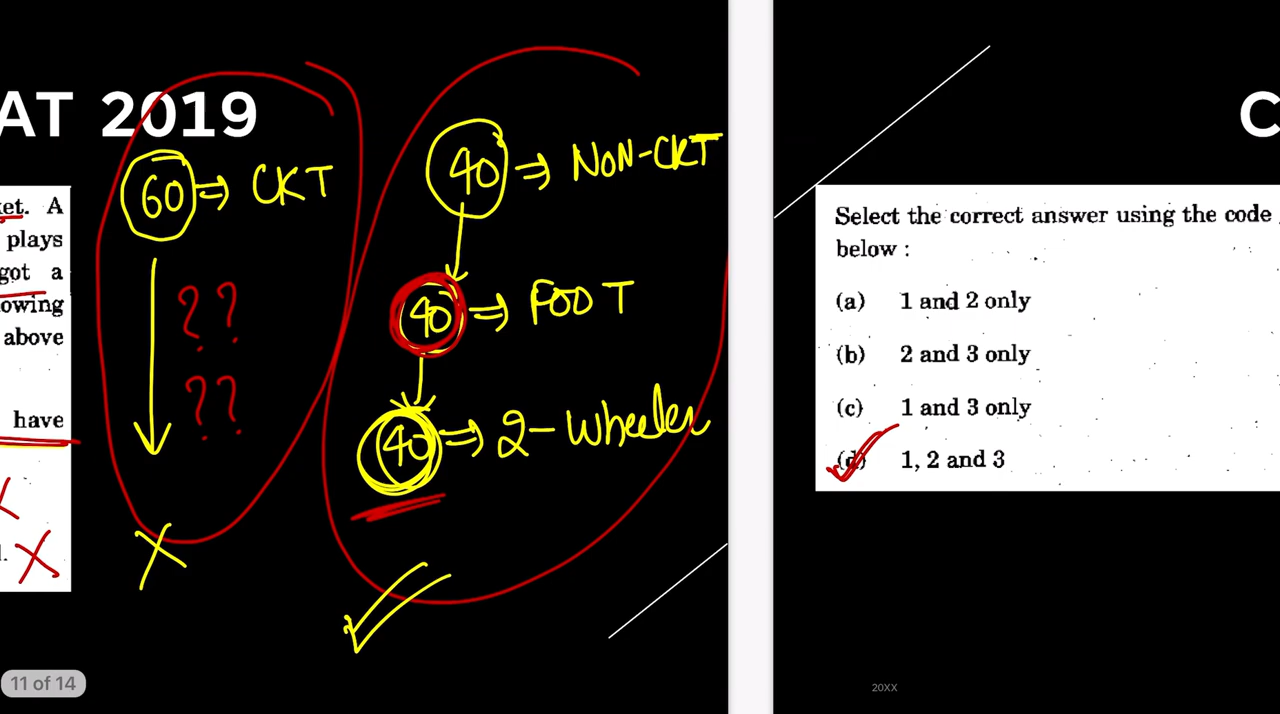 AT 2019
ket. A
plays
got a
owing
above
have
60 ⇒ CKT
? ?
? ?
40 ⇒ NON-CKT
40 ⇒ FOOT
40 ⇒ 2-Wheeler
11 of 14
C
Select the correct answer using the code
below :
(a) 1 and 2 only
(b) 2 and 3 only
(c) 1 and 3 only
(d) 1, 2 and 3
20XX